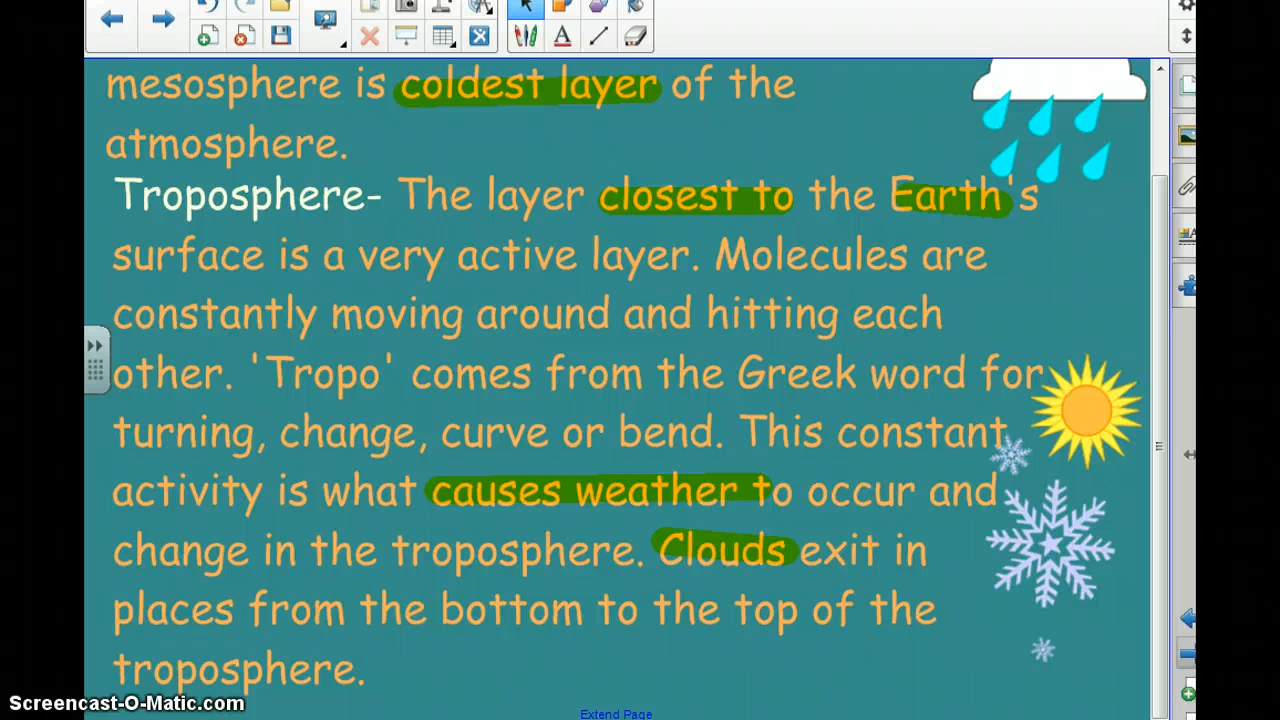 mesosphere is coldest layer of the
atmosphere.
Troposphere- The layer closest to the Earth's
surface is a very active layer. Molecules are
constantly moving around and hitting each
other. 'Tropo' comes from the Greek word for
turning, change, curve or bend. This constant
activity is what causes weather to occur and
change in the troposphere. Clouds exit in
places from the bottom to the top of the
troposphere.
Screencast-O-Matic.com
Extend Page